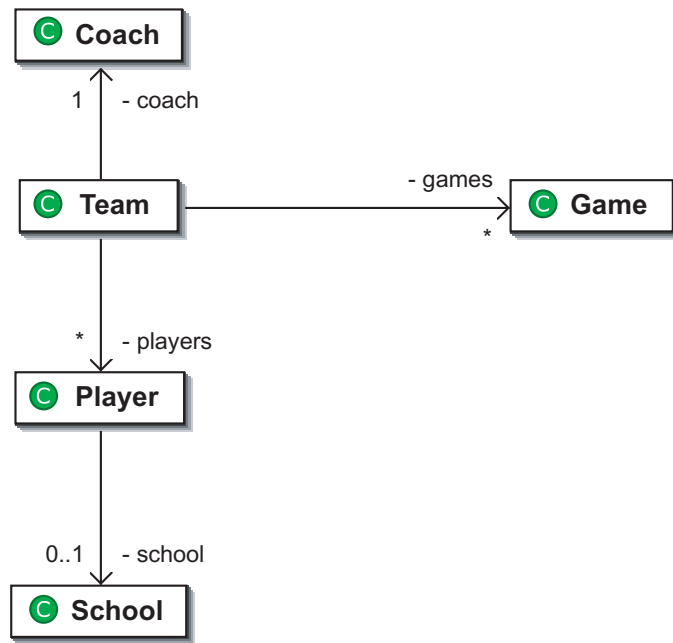 C Coach
1 - coach
- games
C Team
C Game
*
* - players
C Player
0..1 - school
C School